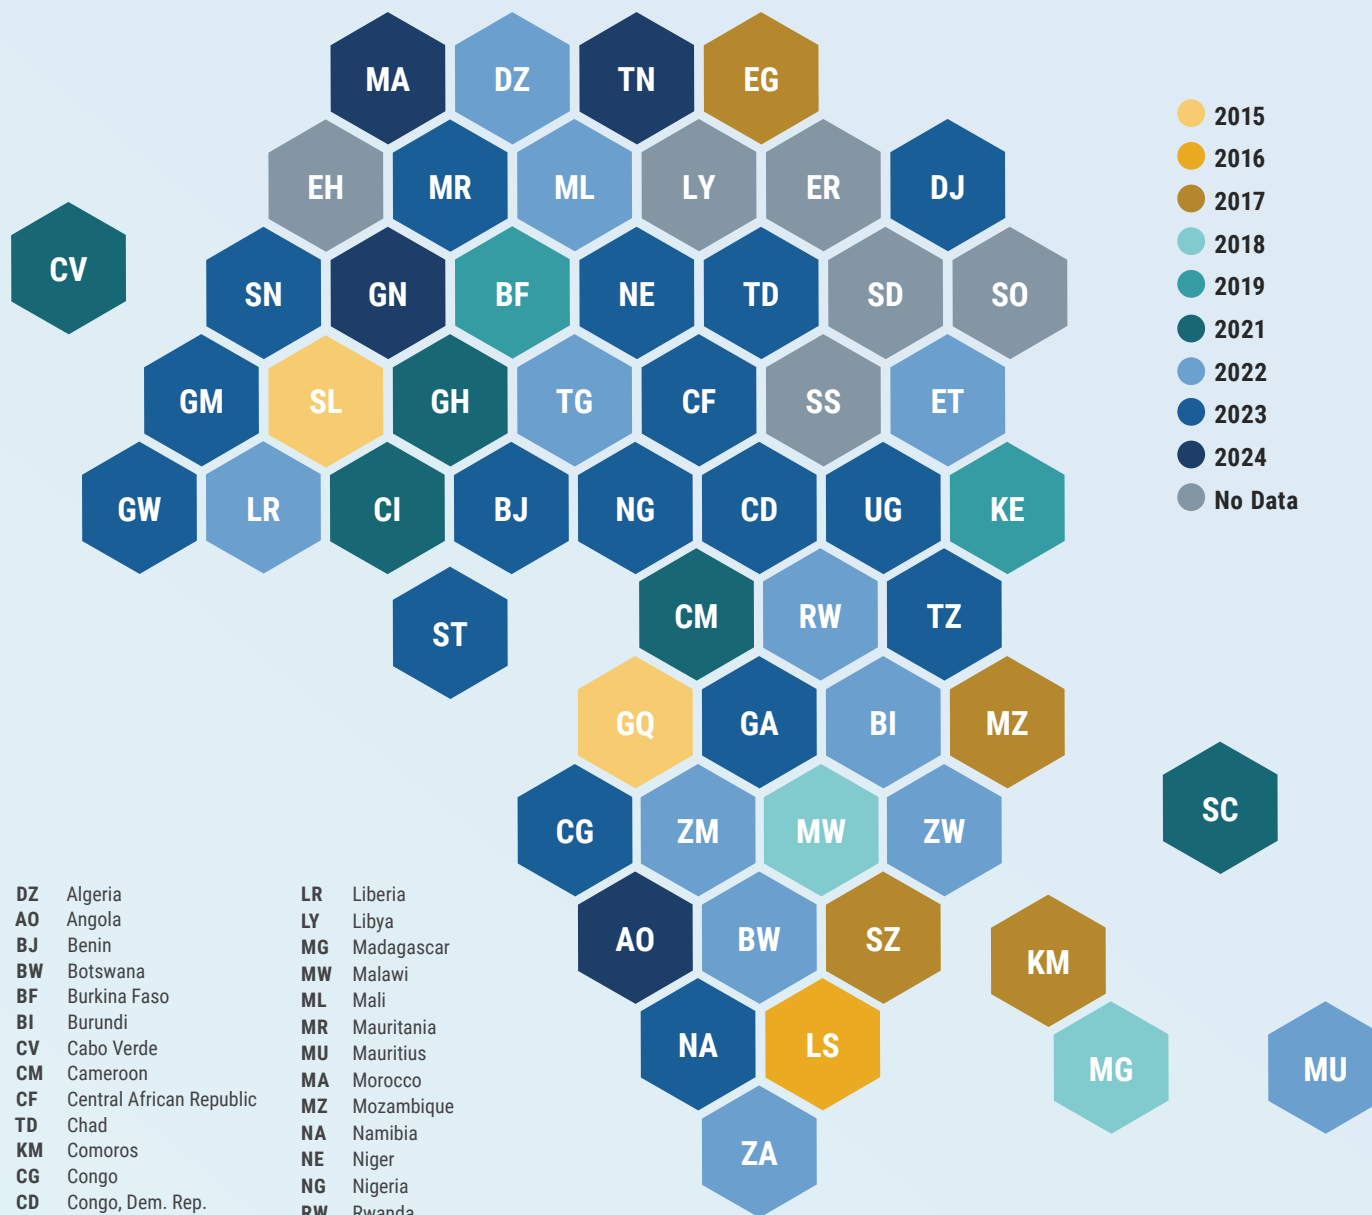 MA DZ TN EG
EH MR ML LY ER DJ
CV
SN GN BF NE TD SD SO
GM SL GH TG CF SS ET
GW LR CI BJ NG CD UG KE
CM RW TZ
ST
GQ GA BI MZ
SC
CG ZM MW ZW
AO BW SZ
KM
NA LS
MG MU
ZA
2015
2016
2017
2018
2019
2021
2022
2023
2024
No Data
DZ Algeria
AO Angola
BJ Benin
BW Botswana
BF Burkina Faso
BI Burundi
CV Cabo Verde
CM Cameroon
CF Central African Republic
TD Chad
KM Comoros
CG Congo
CD Congo, Dem. Rep.
LR Liberia
LY Libya
MG Madagascar
MW Malawi
ML Mali
MR Mauritania
MU Mauritius
MA Morocco
MZ Mozambique
NA Namibia
NE Niger
NG Nigeria
RW Rwanda